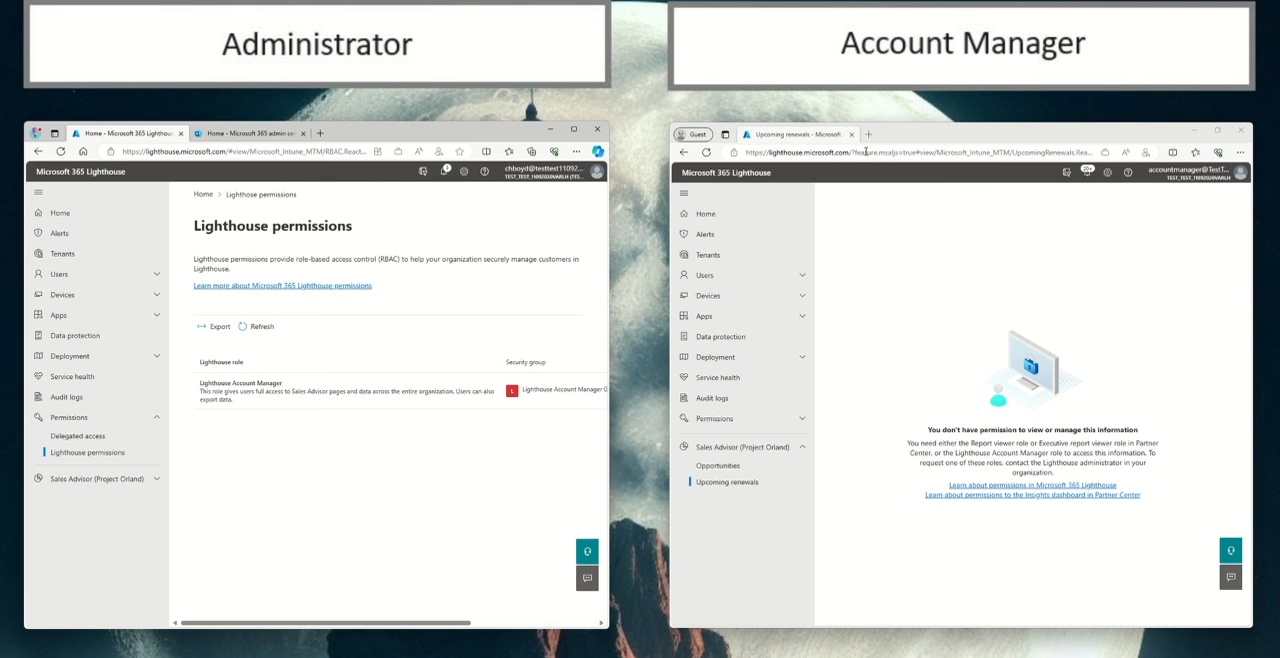 Administrator
Account Manager
Home - Microsoft 365 Lighthou
Home - Microsoft 365 admin ce
https://lighthouse.microsoft.com/#view/Microsoft_Intune_MTM/RBAC.React...
Microsoft 365 Lighthouse
chboyd@testtest11092...
Home
Alerts
Tenants
Users
Devices
Apps
Data protection
Deployment
Service health
Audit logs
Permissions
Delegated access
Lighthouse permissions
Sales Advisor (Project Orland)
Home > Lighthose permissions
Lighthouse permissions
Lighthouse permissions provide role-based access control (RBAC) to help your organization securely manage customers in
Lighthouse.
Learn more about Microsoft 365 Lighthouse permissions
Export Refresh
Lighthouse role Security group
Lighthouse Account Manager
This role gives users full access to Sales Advisor pages and data across the entire organization. Users can also
export data.
L Lighthouse Account Manager G
Guest
Upcoming renewals - Microsoft
https://lighthouse.microsoft.com/?feature.msaljs=true#view/Microsoft_Intune_MTM/UpcomingRenewals.Rea...
Microsoft 365 Lighthouse
20+
accountmanager@TestT...
Home
Alerts
Tenants
Users
Devices
Apps
Data protection
Deployment
Service health
Audit logs
Permissions
Sales Advisor (Project Orland)
Opportunities
Upcoming renewals
You don't have permission to view or manage this information
You need either the Report viewer role or Executive report viewer role in Partner
Center, or the Lighthouse Account Manager role to access this information. To
request one of these roles, contact the Lighthouse administrator in your
organization.
Learn about permissions in Microsoft 365 Lighthouse
Learn about permissions to the Insights dashboard in Partner Center